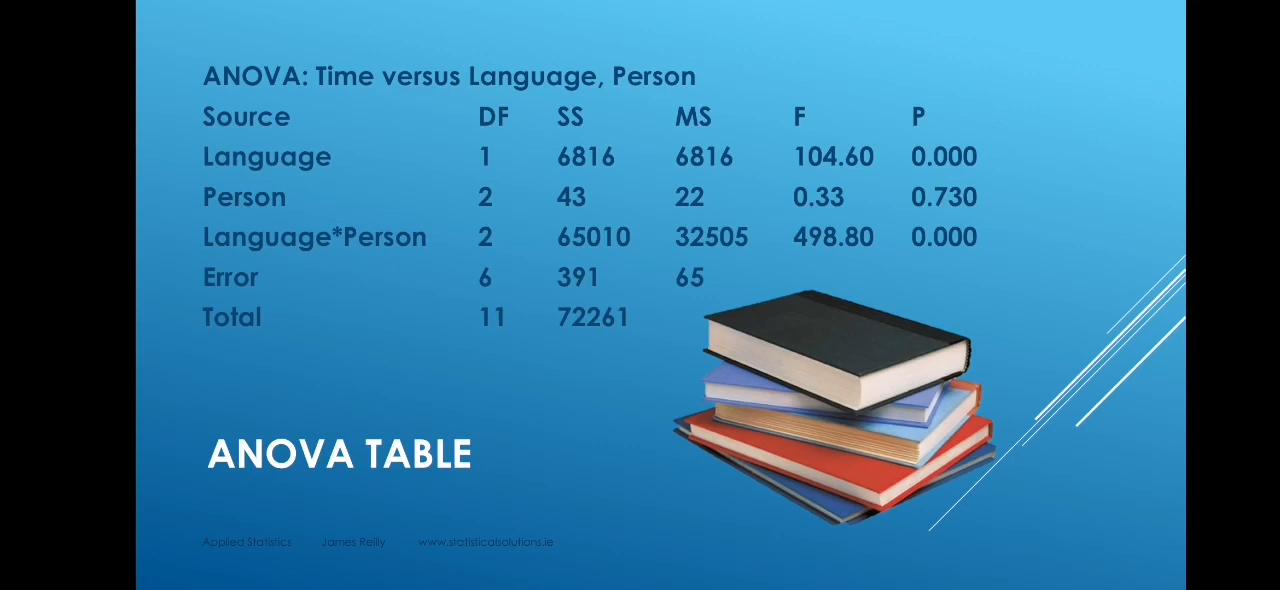 ANOVA: Time versus Language, Person
Source DF SS MS F P
Language 1 6816 6816 104.60 0.000
Person 2 43 22 0.33 0.730
Language*Person 2 65010 32505 498.80 0.000
Error 6 391 65
Total 11 72261
ANOVA TABLE
Applied Statistics James Reilly www.statisticalsolutions.ie